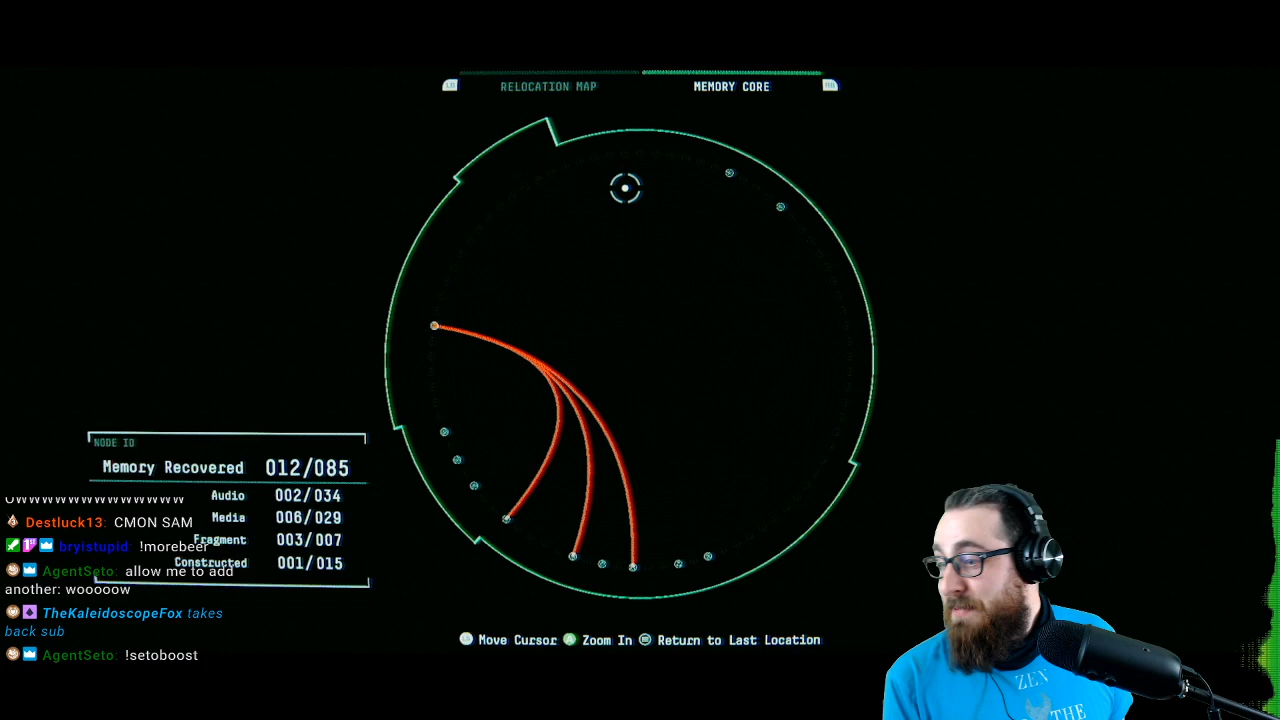 RELOCATION MAP
MEMORY CORE
NODE ID
Memory Recovered 012/085
Audio 002/034
Media 006/029
Fragment 003/007
Constructed 001/015
Destluck13: CMON SAM
bryistupid: !morebeer
AgentSeto: allow me to add
another: wooooow
TheKaleidoscopeFox takes
back sub
AgentSeto: !setoboost
Move Cursor A Zoom In Return to Last Location
ZEN
THE